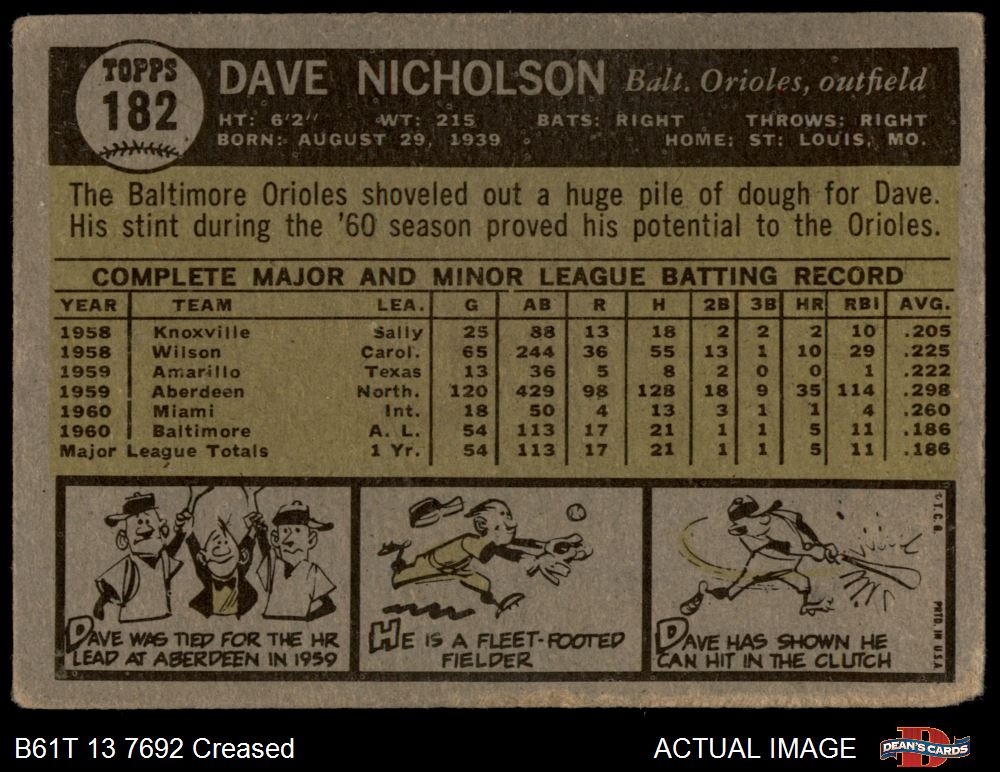 TOPPS
182
DAVE NICHOLSON Balt. Orioles, outfield
HT: 6'2" WT: 215 BATS: RIGHT THROWS: RIGHT
BORN: AUGUST 29, 1939 HOME: ST: LOUIS, MO.
The Baltimore Orioles shoveled out a huge pile of dough for Dave.
His stint during the '60 season proved his potential to the Orioles.
COMPLETE MAJOR AND MINOR LEAGUE BATTING RECORD
YEAR TEAM LEA. G AB R H 2B 3B HR RBI AVG.
1958 Knoxville Sally 25 88 13 18 2 2 2 10 .205
1958 Wilson Carol. 65 244 36 55 13 1 10 29 .225
1959 Amarillo Texas 13 36 5 8 2 0 0 1 .222
1959 Aberdeen North. 120 429 98 128 18 9 35 114 .298
1960 Miami Int. 18 50 4 13 3 1 1 4 .260
1960 Baltimore A. L. 54 113 17 21 1 1 5 11 .186
Major League Totals 1 Yr. 54 113 17 21 1 1 5 11 .186
DAVE WAS TIED FOR THE HR
LEAD AT ABERDEEN IN 1959
HE IS A FLEET-FOOTED
FIELDER
DAVE HAS SHOWN HE
CAN HIT IN THE CLUTCH
© T.C.G.
PRTD. IN U.S.A.
B61T 13 7692 Creased
ACTUAL IMAGE
DEAN'S CARDS